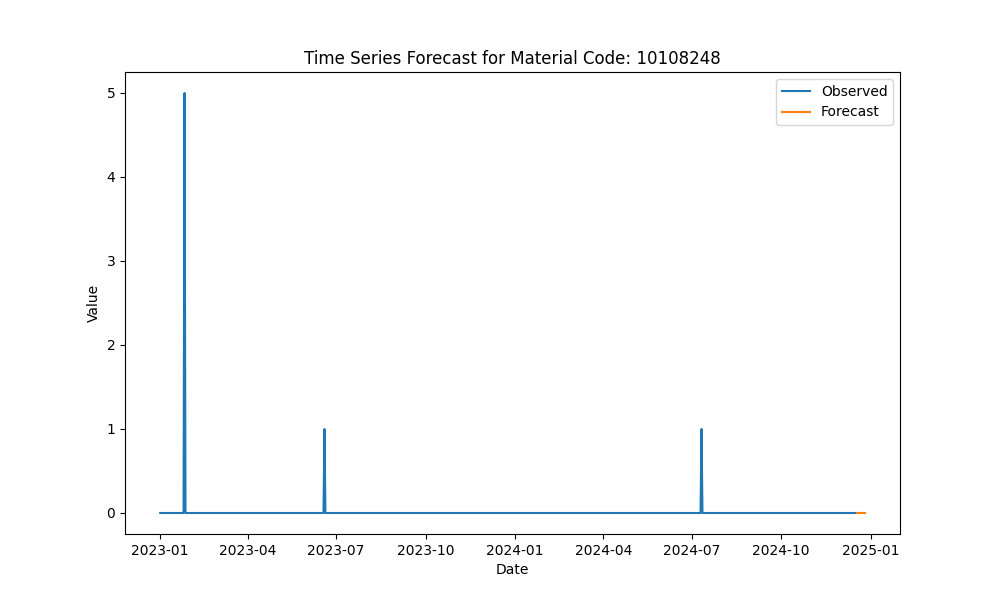 Time Series Forecast for Material Code: 10108248
Observed
Forecast
5
4
3
2
1
0
Value
2023-01 2023-04 2023-07 2023-10 2024-01 2024-04 2024-07 2024-10 2025-01
Date